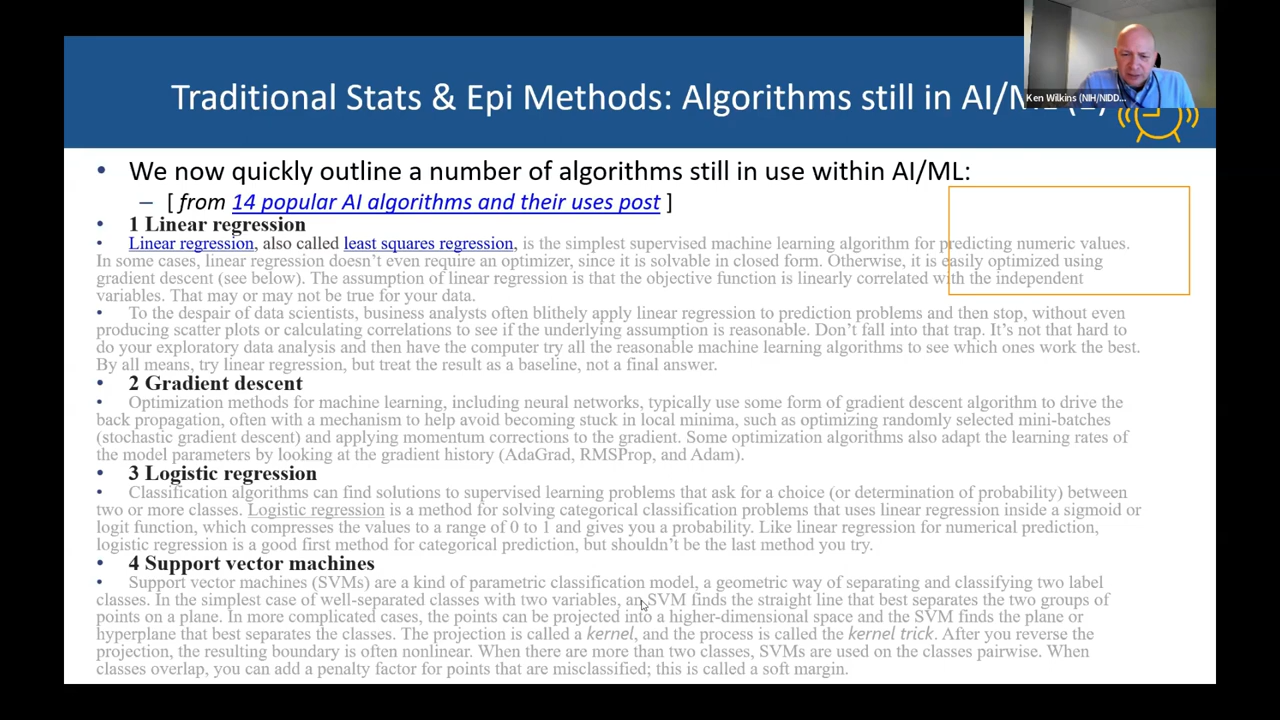 Ken Wilkins (NIH/NIDD...
Traditional Stats & Epi Methods: Algorithms still in AI/
• We now quickly outline a number of algorithms still in use within AI/ML:
– [ from 14 popular AI algorithms and their uses post ]
• 1 Linear regression
• Linear regression, also called least squares regression, is the simplest supervised machine learning algorithm for predicting numeric values.
In some cases, linear regression doesn’t even require an optimizer, since it is solvable in closed form. Otherwise, it is easily optimized using
gradient descent (see below). The assumption of linear regression is that the objective function is linearly correlated with the independent
variables. That may or may not be true for your data.
• To the despair of data scientists, business analysts often blithely apply linear regression to prediction problems and then stop, without even
producing scatter plots or calculating correlations to see if the underlying assumption is reasonable. Don’t fall into that trap. It’s not that hard to
do your exploratory data analysis and then have the computer try all the reasonable machine learning algorithms to see which ones work the best.
By all means, try linear regression, but treat the result as a baseline, not a final answer.
• 2 Gradient descent
• Optimization methods for machine learning, including neural networks, typically use some form of gradient descent algorithm to drive the
back propagation, often with a mechanism to help avoid becoming stuck in local minima, such as optimizing randomly selected mini-batches
(stochastic gradient descent) and applying momentum corrections to the gradient. Some optimization algorithms also adapt the learning rates of
the model parameters by looking at the gradient history (AdaGrad, RMSProp, and Adam).
• 3 Logistic regression
• Classification algorithms can find solutions to supervised learning problems that ask for a choice (or determination of probability) between
two or more classes. Logistic regression is a method for solving categorical classification problems that uses linear regression inside a sigmoid or
logit function, which compresses the values to a range of 0 to 1 and gives you a probability. Like linear regression for numerical prediction,
logistic regression is a good first method for categorical prediction, but shouldn’t be the last method you try.
• 4 Support vector machines
• Support vector machines (SVMs) are a kind of parametric classification model, a geometric way of separating and classifying two label
classes. In the simplest case of well-separated classes with two variables, an SVM finds the straight line that best separates the two groups of
points on a plane. In more complicated cases, the points can be projected into a higher-dimensional space and the SVM finds the plane or
hyperplane that best separates the classes. The projection is called a kernel, and the process is called the kernel trick. After you reverse the
projection, the resulting boundary is often nonlinear. When there are more than two classes, SVMs are used on the classes pairwise. When
classes overlap, you can add a penalty factor for points that are misclassified; this is called a soft margin.